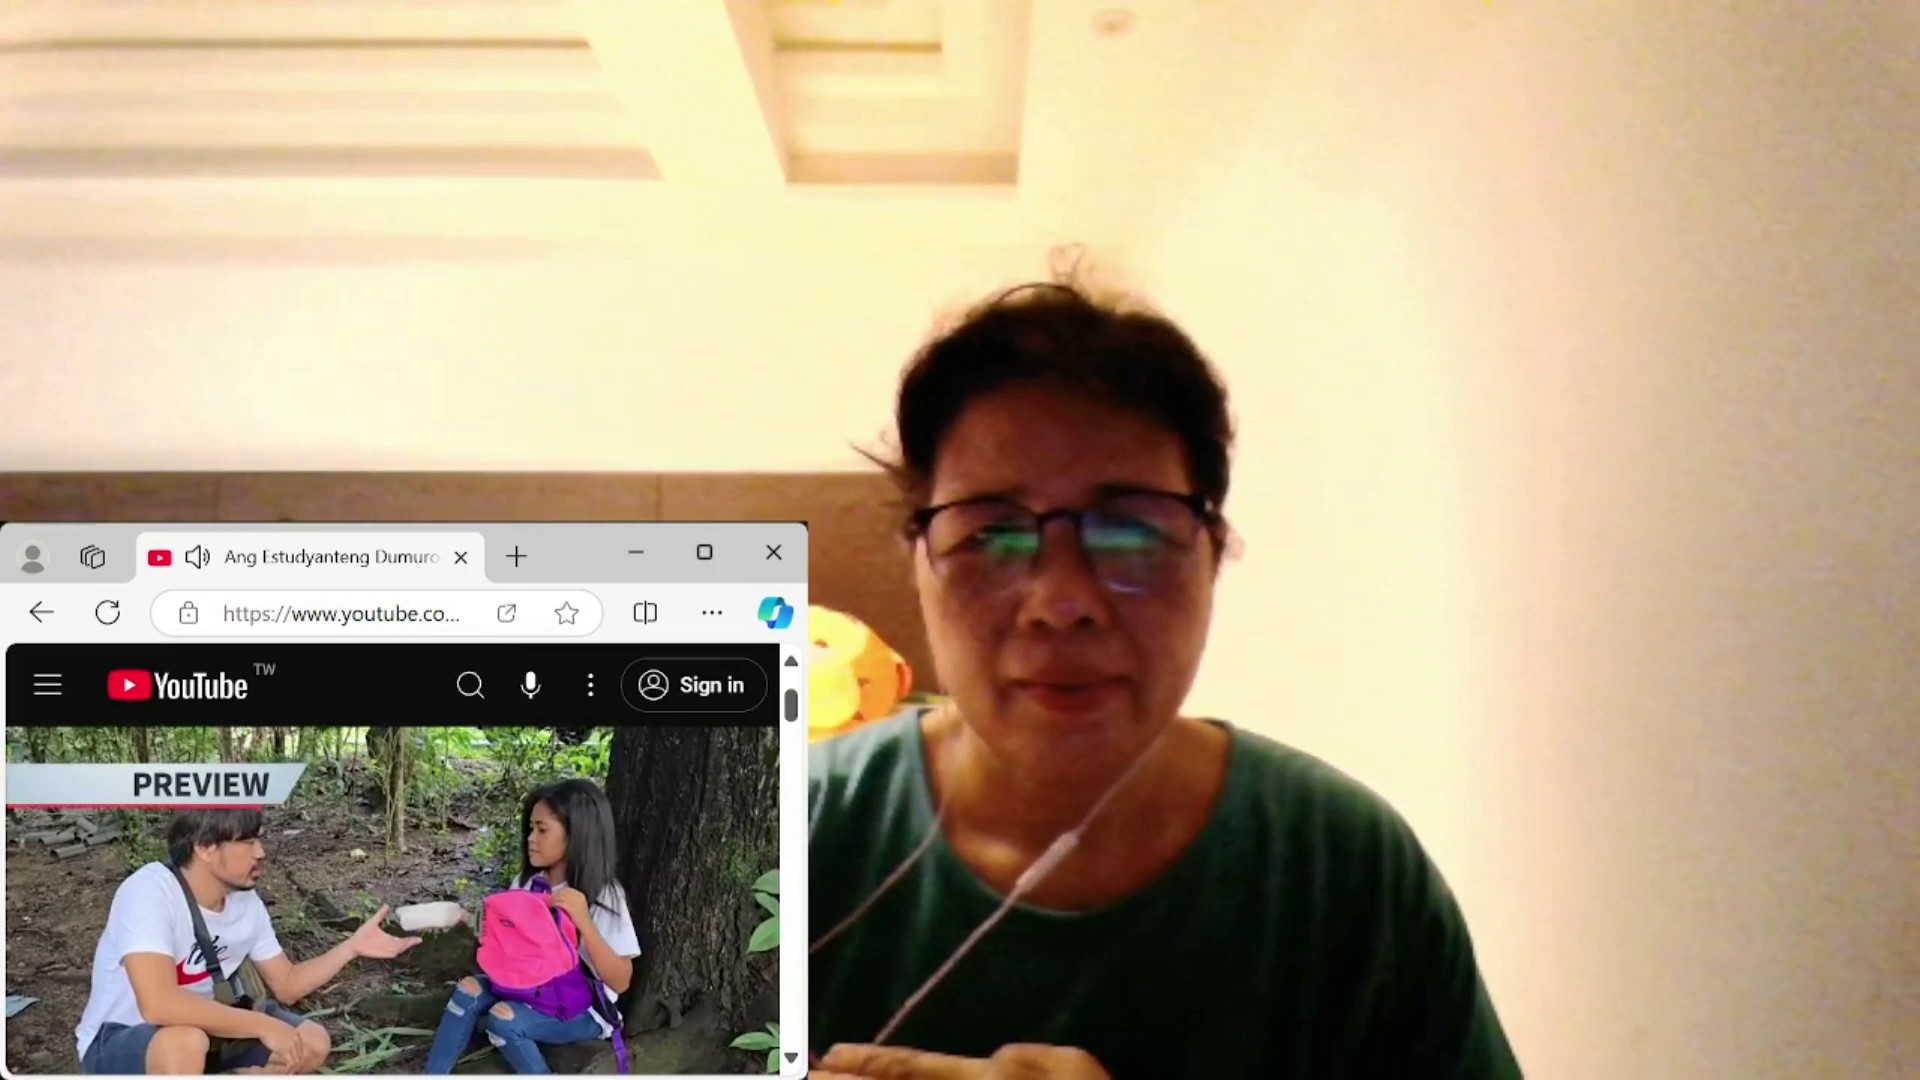 Ang Estudyanteng Dumuro
https://www.youtube.co...
YouTube TW
Sign in
PREVIEW